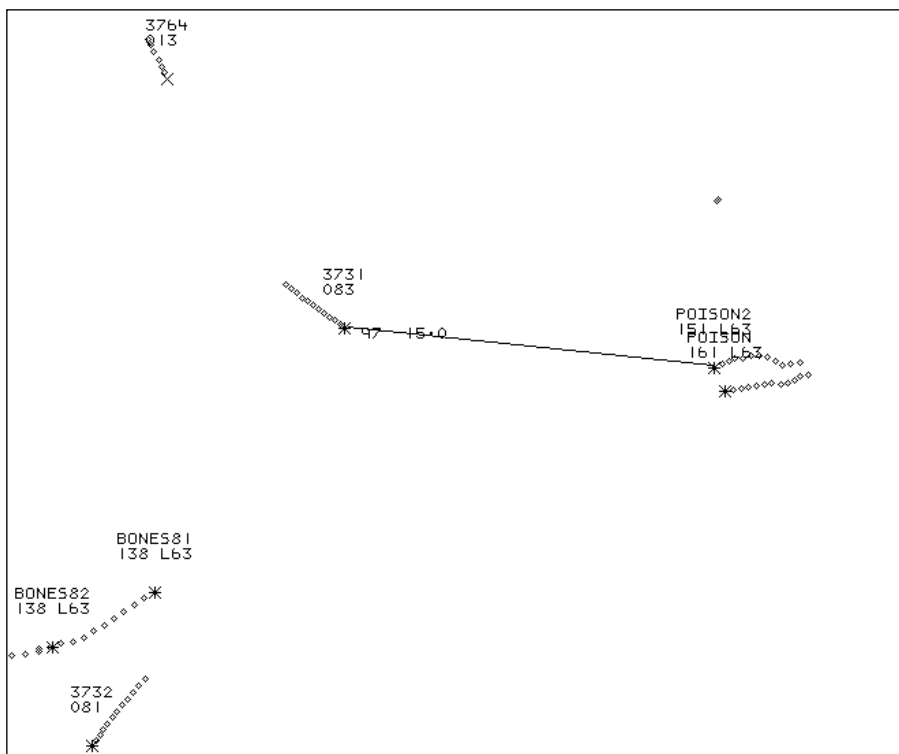 3764
013
3731
083
97 15.0
POISON2
151 L63
POISON
161 L63
BONES81
138 L63
BONES82
138 L63
3732
081